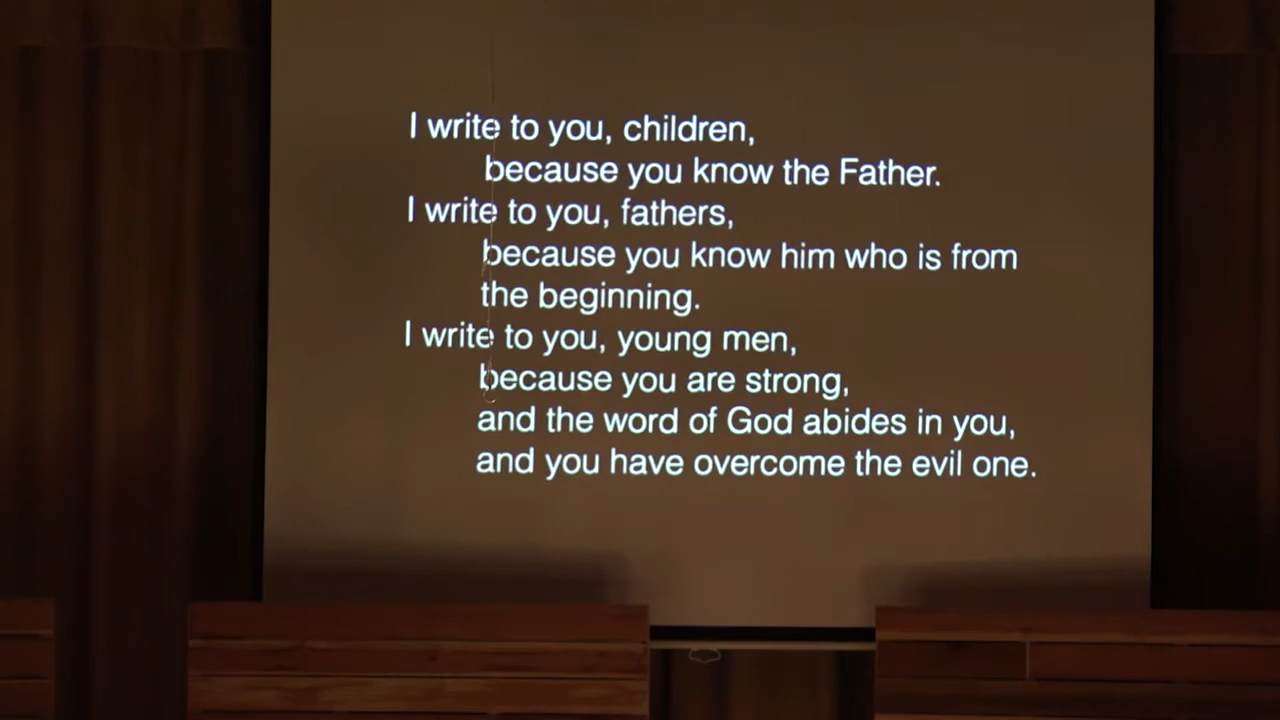 I write to you, children,
because you know the Father.
I write to you, fathers,
because you know him who is from
the beginning.
I write to you, young men,
because you are strong,
and the word of God abides in you,
and you have overcome the evil one.